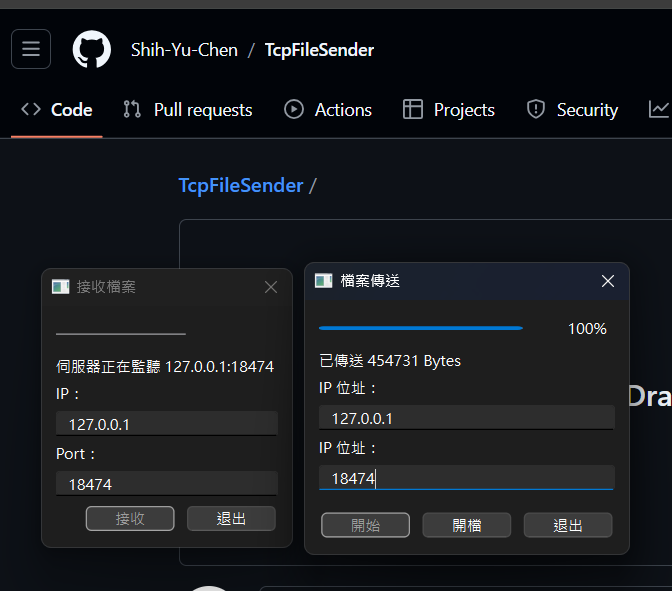 Shih-Yu-Chen / TcpFileSender
Code Pull requests Actions Projects Security
TcpFileSender /
接收檔案
伺服器正在監聽 127.0.0.1:18474
IP：
127.0.0.1
Port：
18474
接收 退出
檔案傳送
100%
已傳送 454731 Bytes
IP 位址：
127.0.0.1
IP 位址：
18474
開始 開檔 退出
Dra